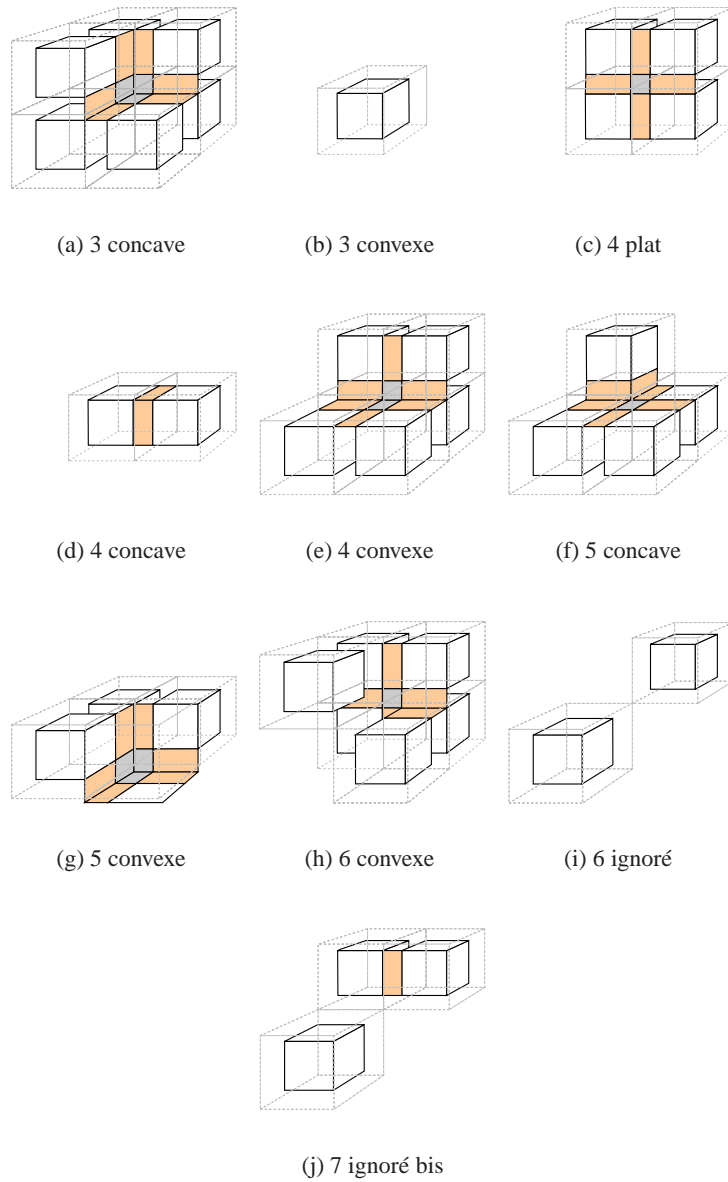 (a) 3 concave
(b) 3 convexe
(c) 4 plat
(d) 4 concave
(e) 4 convexe
(f) 5 concave
(g) 5 convexe
(h) 6 convexe
(i) 6 ignoré
(j) 7 ignoré bis